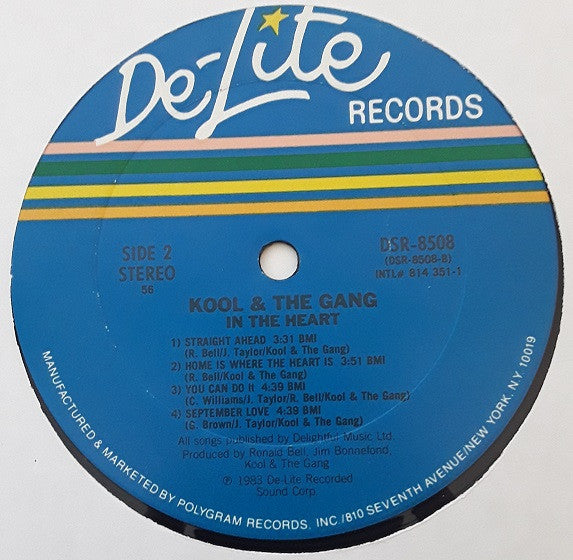 De-Lite
RECORDS
SIDE 2
STEREO
56
DSR-8508
(DSR-8508-B)
INTL# 814 351-1
KOOL & THE GANG
IN THE HEART
1) STRAIGHT AHEAD 3:31 BMI
(R. Bell/J. Taylor/Kool & The Gang)
2) HOME IS WHERE THE HEART IS 3:51 BMI
(R. Bell/Kool & The Gang)
3) YOU CAN DO It 4:39 BMI
(C. Williams/J. Taylor/R. Bell/Kool & The Gang)
4) SEPTEMBER LOVE 4:39 BMI
(G. Brown/J. Taylor/Kool & The Gang)
All songs published by Delightful Music Ltd.
Produced by Ronald Bell, Jim Bonnefond,
Kool & The Gang
℗ 1983 De-Lite Recorded
Sound Corp.
MANUFACTURED & MARKETED BY POLYGRAM RECORDS, INC./810 SEVENTH AVENUE/NEW YORK, NY 10019